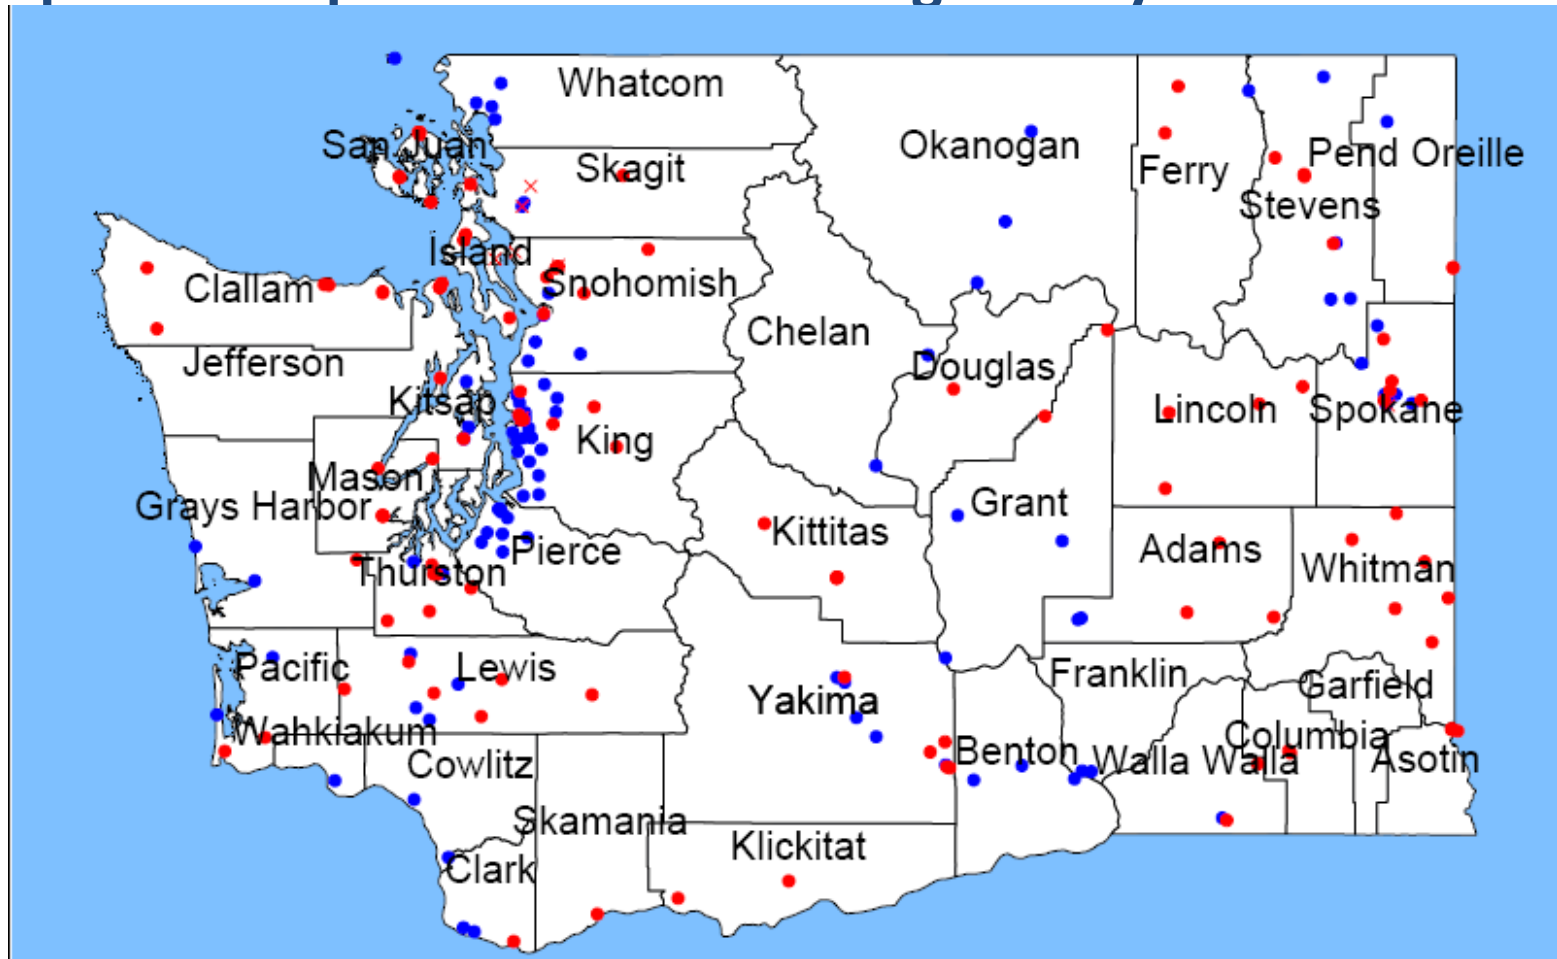 Whatcom
San Juan
Skagit
Okanogan
Ferry
Pend Oreille
Stevens
Island
Clallam
Snohomish
Chelan
Jefferson
Douglas
Kitsap
King
Lincoln
Spokane
Mason
Grays Harbor
Grant
Kittitas
Pierce
Adams
Thurston
Whitman
Pacific
Lewis
Franklin
Garfield
Yakima
Wahkiakum
Columbia
Benton
Walla Walla
Asotin
Cowlitz
Skamania
Klickitat
Clark